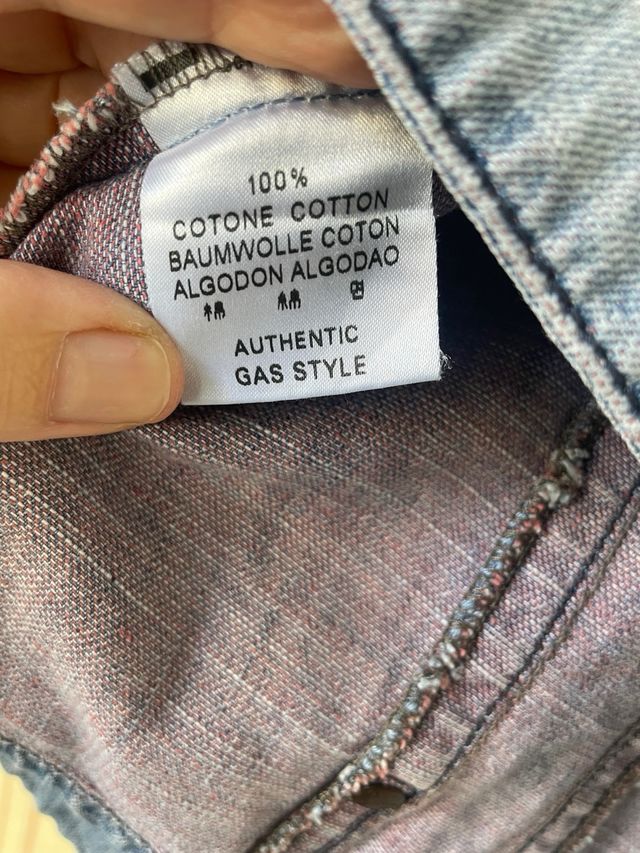 100%
COTONE COTTON
BAUMWOLLE COTON
ALGODON ALGODAO
AUTHENTIC
GAS STYLE